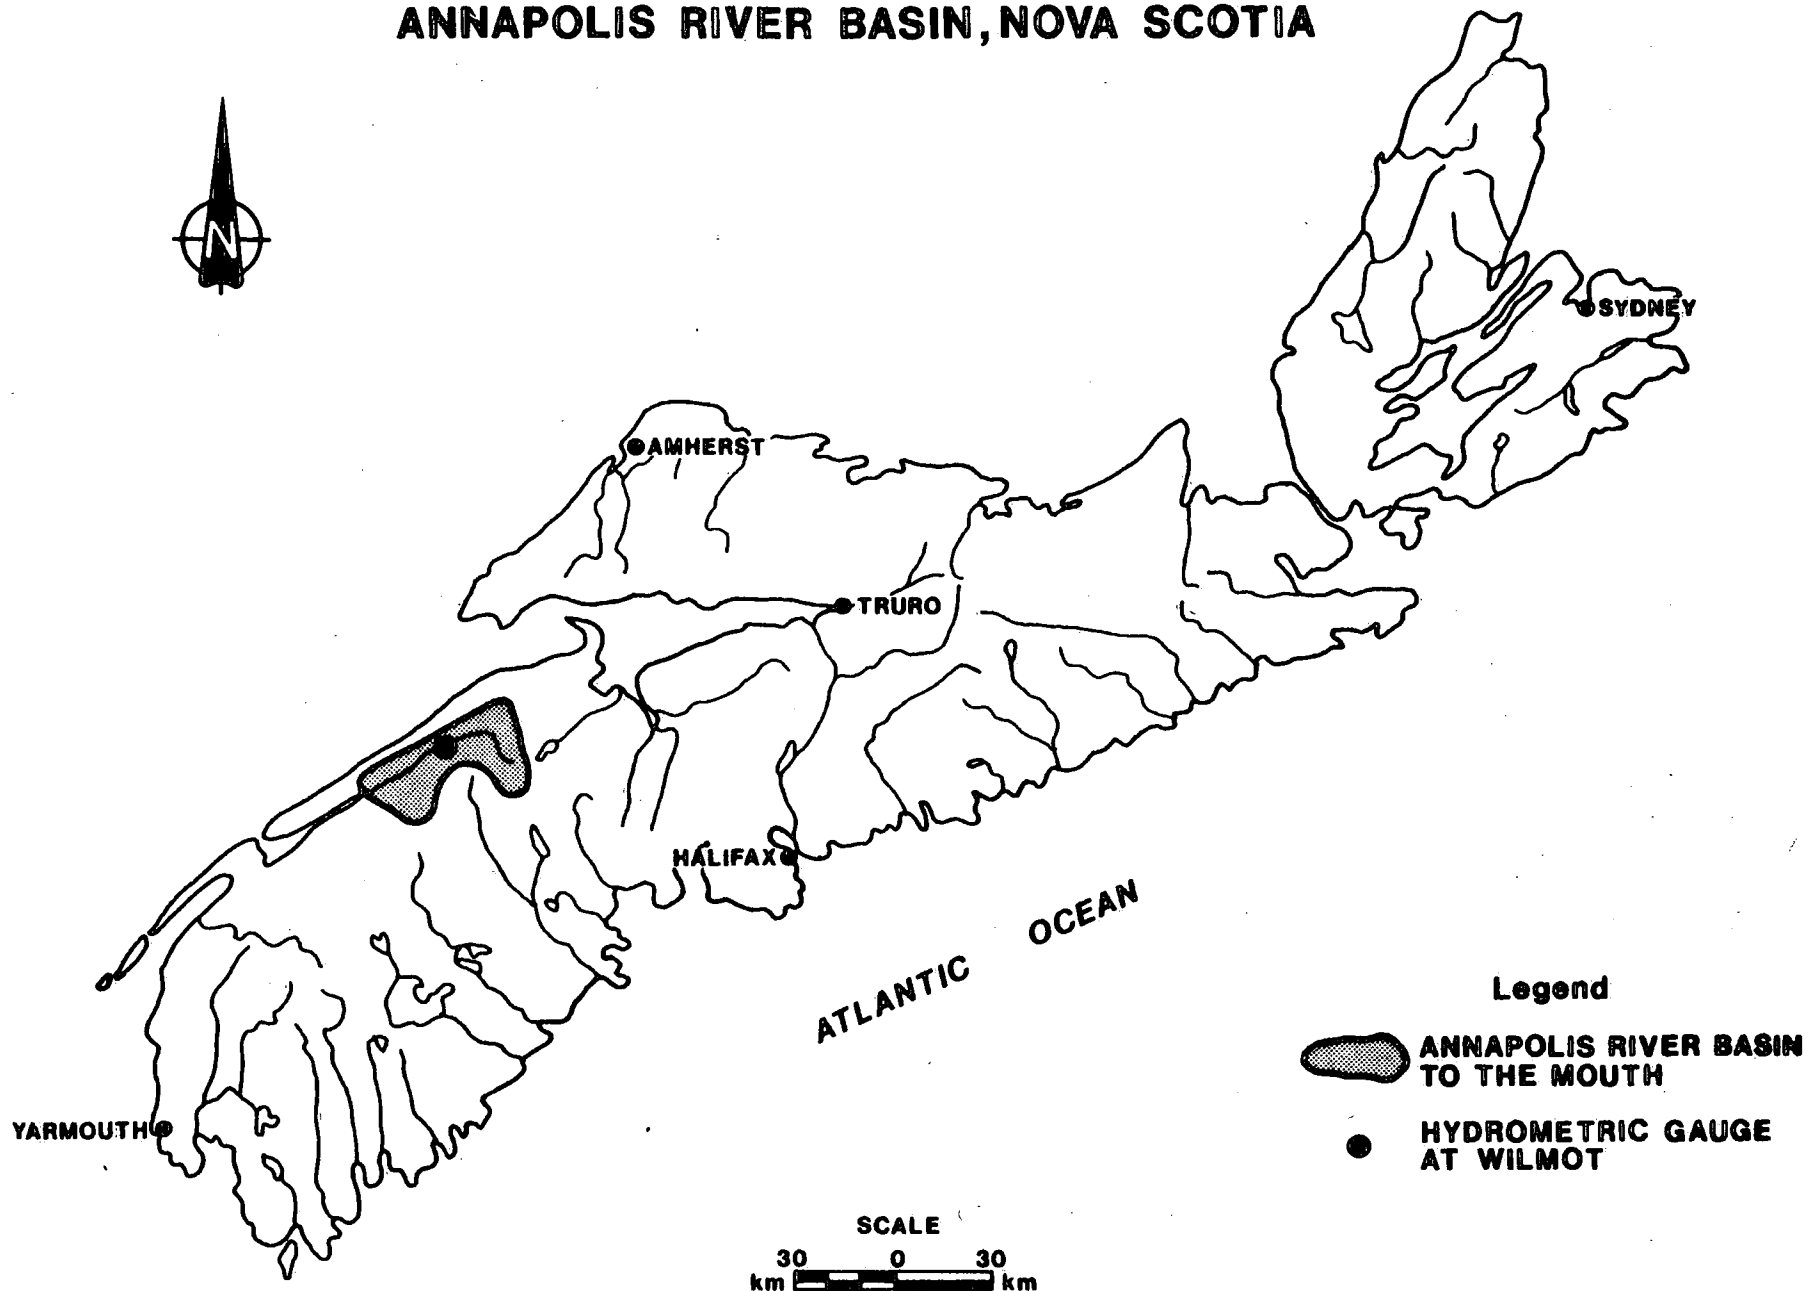 ANNAPOLIS RIVER BASIN, NOVA SCOTIA
N
SYDNEY
AMHERST
TRURO
HALIFAX
ATLANTIC OCEAN
YARMOUTH
Legend
ANNAPOLIS RIVER BASIN
TO THE MOUTH
HYDROMETRIC GAUGE
AT WILMOT
SCALE
30 0 30
km km